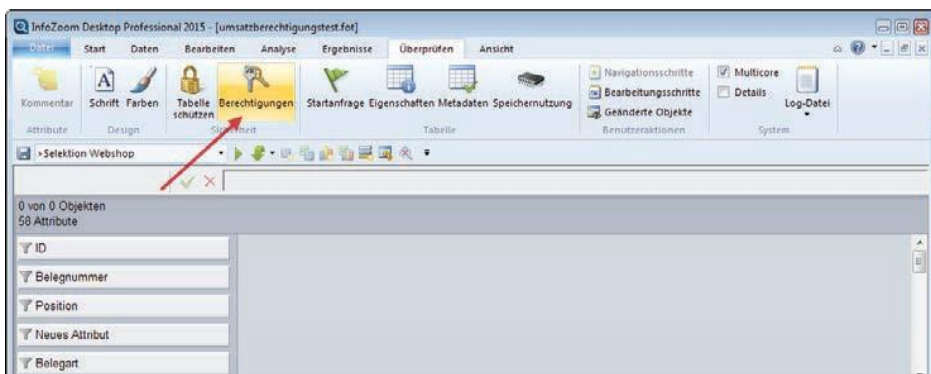 InfoZoom Desktop Professional 2015 - [umsatzberechtigungstest.fot]
Datei Start Daten Bearbeiten Analyse Ergebnisse Überprüfen Ansicht
Kommentar
Schrift Farben
Tabelle schützen
Berechtigungen
Startanfrage Eigenschaften Metadaten Speichernutzung
Navigationsschritte
Bearbeitungsschritte
Geänderte Objekte
Multicore
Details
Log-Datei
Attribute Design Sicherheit Tabelle Benutzeraktionen System
>Selektion Webshop
0 von 0 Objekten
58 Attribute
ID
Belegnummer
Position
Neues Attribut
Belegart